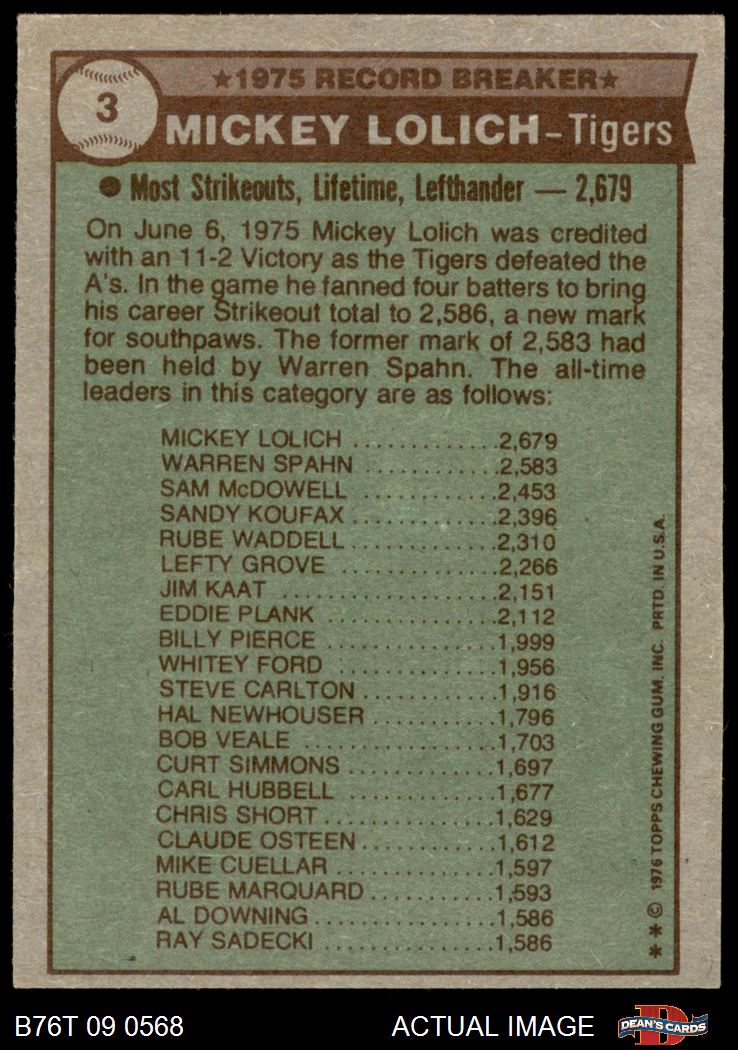 ★1975 RECORD BREAKER★
3
MICKEY LOLICH–Tigers
● Most Strikeouts, Lifetime, Lefthander — 2,679
On June 6, 1975 Mickey Lolich was credited
with an 11-2 Victory as the Tigers defeated the
A's. In the game he fanned four batters to bring
his career Strikeout total to 2,586, a new mark
for southpaws. The former mark of 2,583 had
been held by Warren Spahn. The all-time
leaders in this category are as follows:
MICKEY LOLICH ............2,679
WARREN SPAHN ...........2,583
SAM McDOWELL ...........2,453
SANDY KOUFAX ............2,396
RUBE WADDELL............2,310
LEFTY GROVE .............2,266
JIM KAAT ..................2,151
EDDIE PLANK ..............2,112
BILLY PIERCE .............1,999
WHITEY FORD ............1,956
STEVE CARLTON ..........1,916
HAL NEWHOUSER .........1,796
BOB VEALE ...............1,703
CURT SIMMONS ...........1,697
CARL HUBBELL ...........1,677
CHRIS SHORT .............1,629
CLAUDE OSTEEN ..........1,612
MIKE CUELLAR ............1,597
RUBE MARQUARD .........1,593
AL DOWNING ..............1,586
RAY SADECKI .............1,586
** © 1976 TOPPS CHEWING GUM, INC. PRTD. IN U.S.A.
B76T 09 0568
ACTUAL IMAGE
D
DEAN'S CARDS